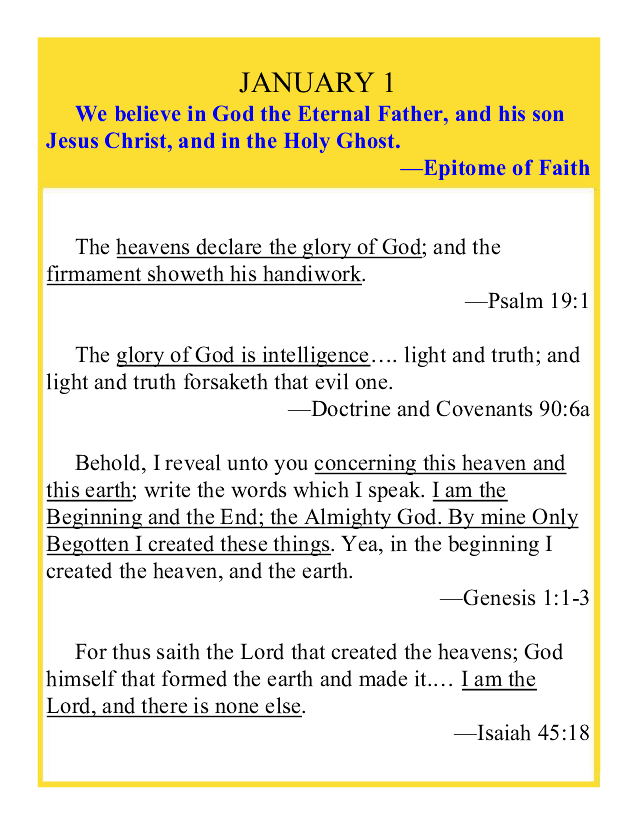 JANUARY 1
We believe in God the Eternal Father, and his son
Jesus Christ, and in the Holy Ghost.
—Epitome of Faith
The heavens declare the glory of God; and the
firmament showeth his handiwork.
—Psalm 19:1
The glory of God is intelligence…. light and truth; and
light and truth forsaketh that evil one.
—Doctrine and Covenants 90:6a
Behold, I reveal unto you concerning this heaven and
this earth; write the words which I speak. I am the
Beginning and the End; the Almighty God. By mine Only
Begotten I created these things. Yea, in the beginning I
created the heaven, and the earth.
—Genesis 1:1-3
For thus saith the Lord that created the heavens; God
himself that formed the earth and made it.… I am the
Lord, and there is none else.
—Isaiah 45:18